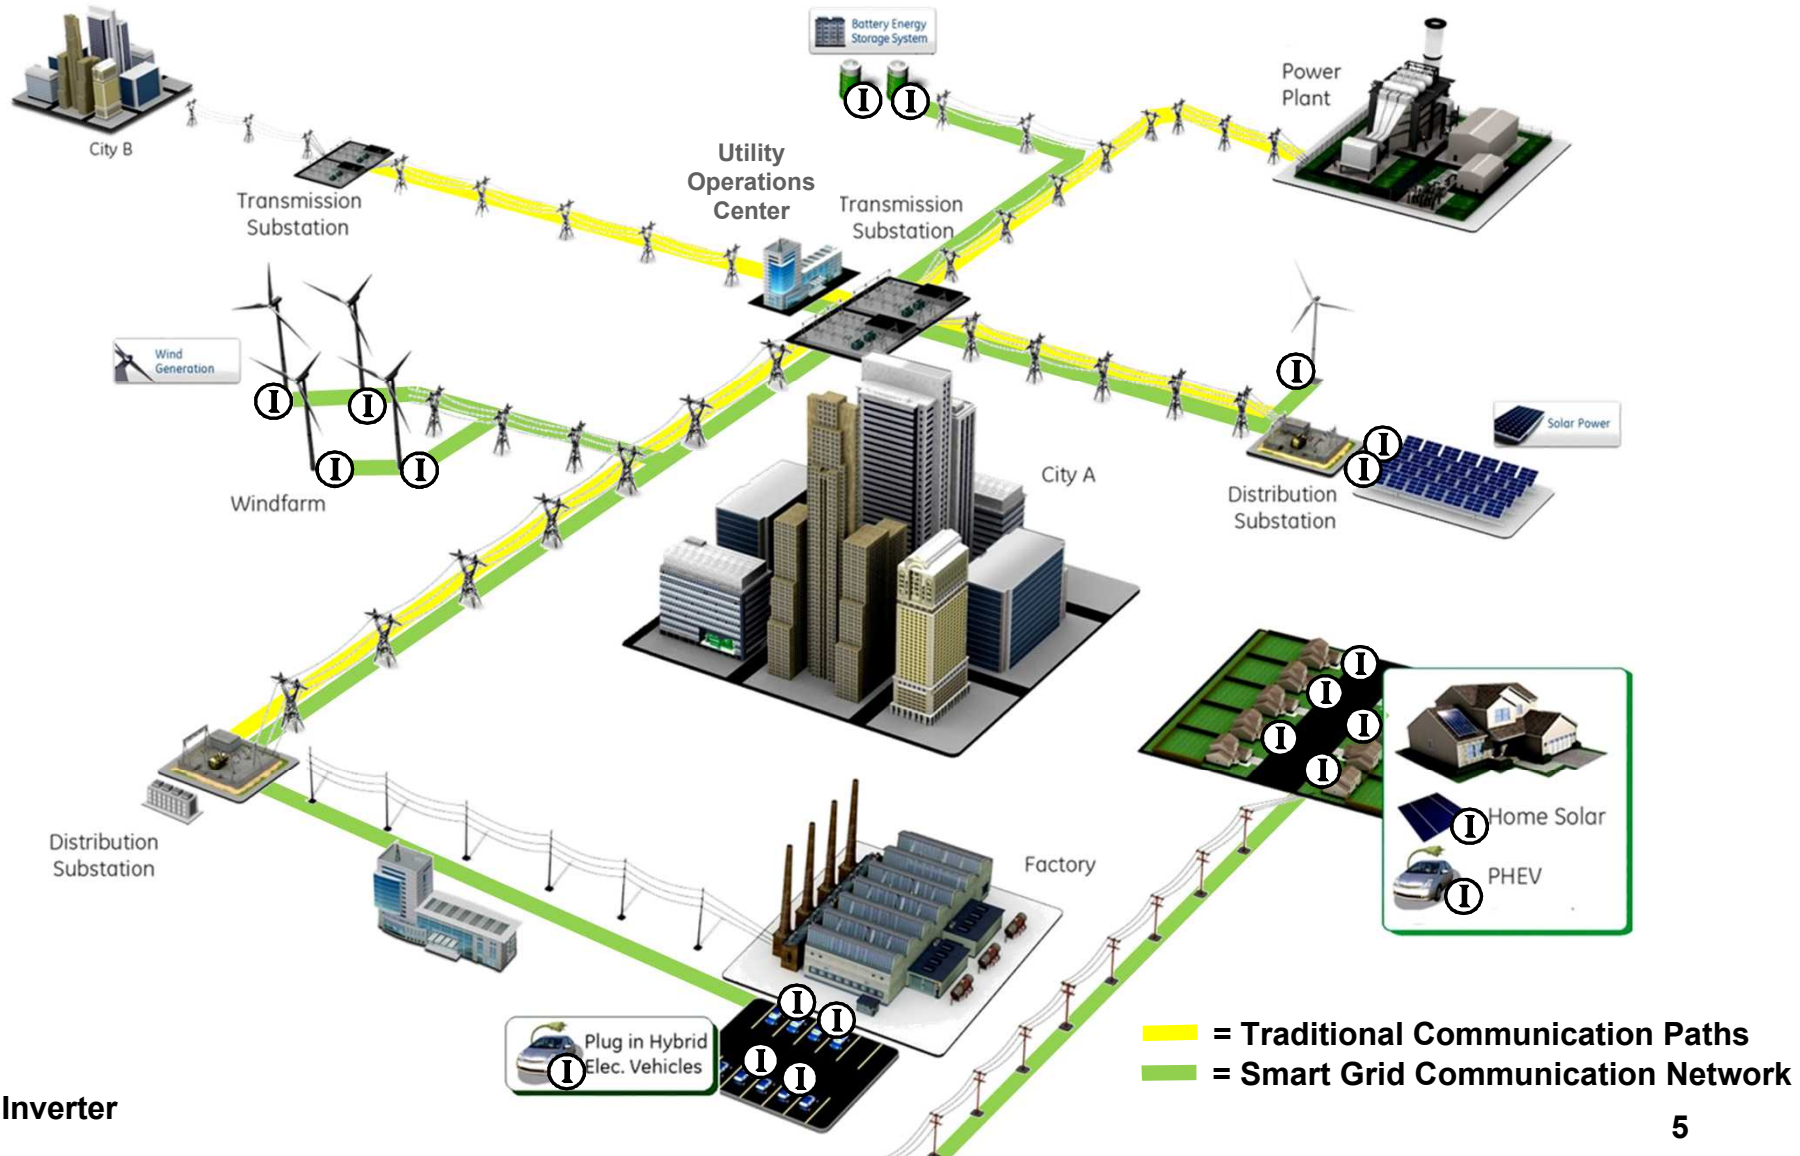 Battery Energy
Storage System
Power
Plant
City B
Utility
Operations
Center
Transmission
Substation
Transmission
Substation
Wind
Generation
I
I
I
I
I
I
I
Solar Power
I
I
Windfarm
City A
Distribution
Substation
I
I
I
I
I
Home Solar
I
PHEV
I
Distribution
Substation
Factory
Plug in Hybrid
Elec. Vehicles
I
I
I
I
I
= Traditional Communication Paths
= Smart Grid Communication Network
Inverter
5